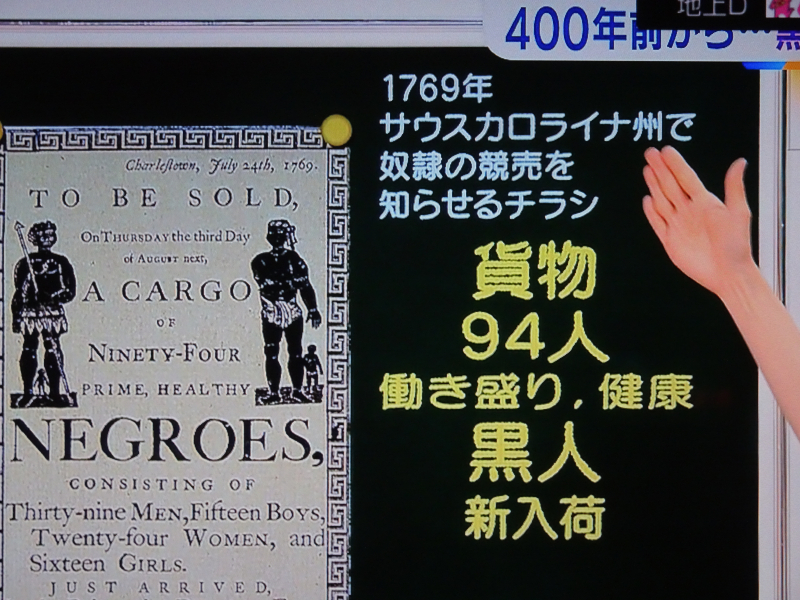 地上D
400年前から…黒
1769年
サウスカロライナ州で
奴隷の競売を
知らせるチラシ
貨物
94人
働き盛り，健康
黒人
新入荷
Charlestown, July 24th, 1769.
TO BE SOLD,
On THURSDAY the third Day
of AUGUST next,
A CARGO
OF
NINETY-FOUR
PRIME, HEALTHY
NEGROES,
CONSISTING OF
Thirty-nine MEN, Fifteen BOYS,
Twenty-four WOMEN, and
Sixteen GIRLS.
JUST ARRIVED,